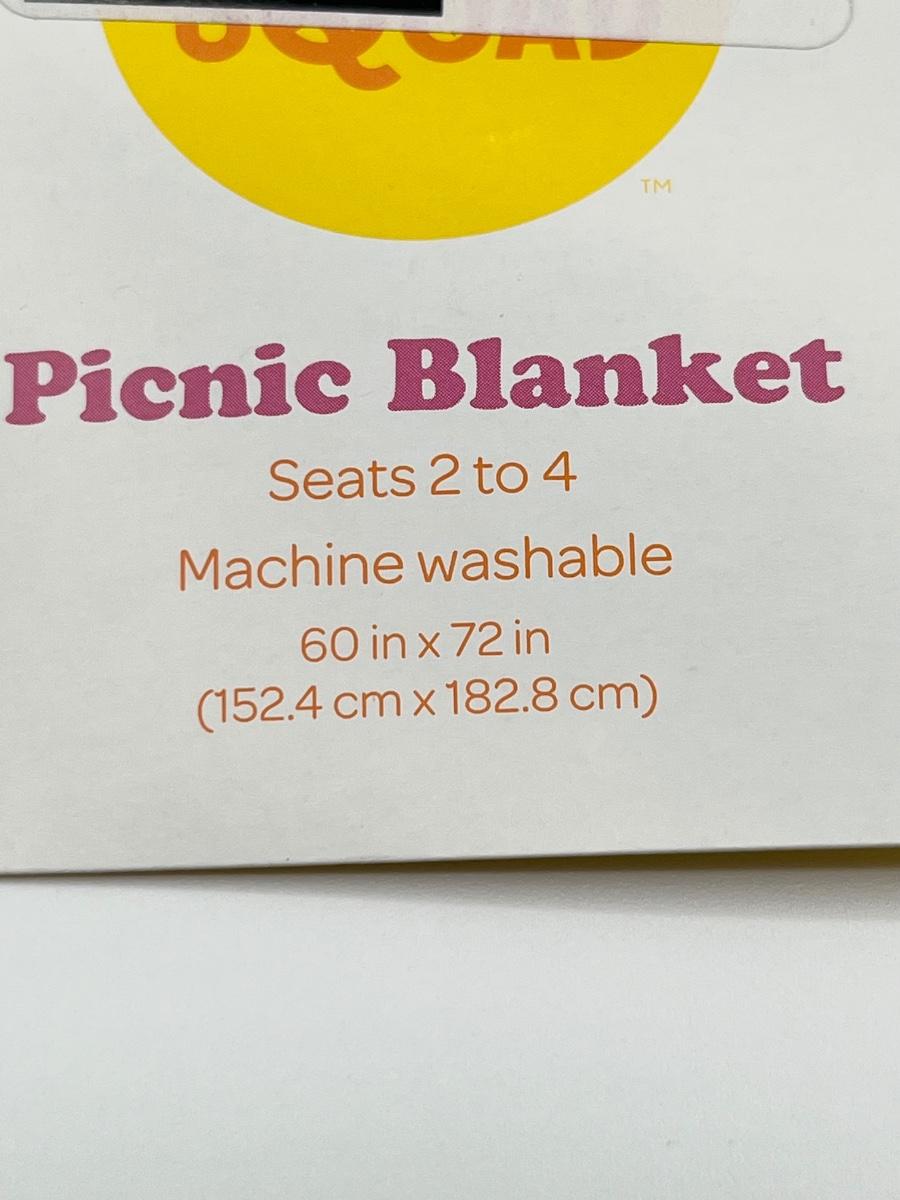 SQUAD
TM
Picnic Blanket
Seats 2 to 4
Machine washable
60 in x 72 in
(152.4 cm x 182.8 cm)